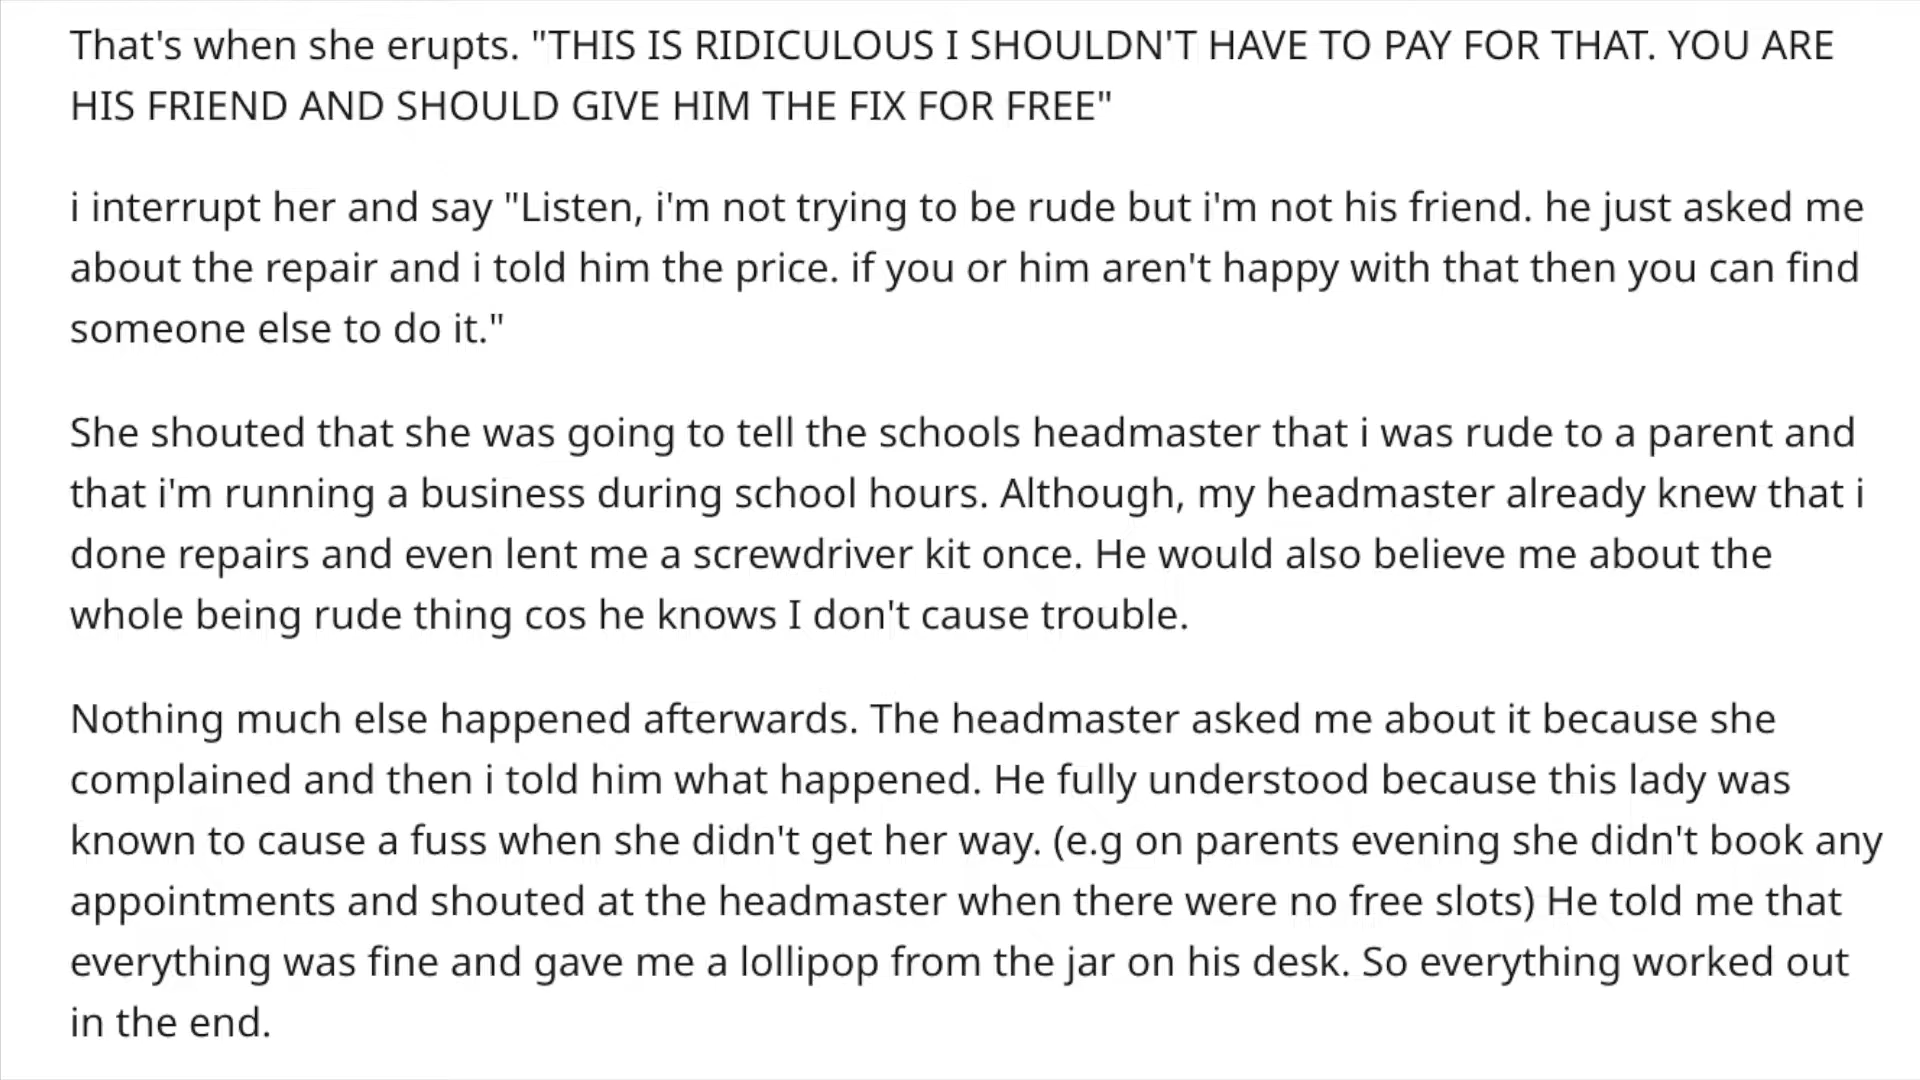 That's when she erupts. "THIS IS RIDICULOUS I SHOULDN'T HAVE TO PAY FOR THAT. YOU ARE
HIS FRIEND AND SHOULD GIVE HIM THE FIX FOR FREE"
i interrupt her and say "Listen, i'm not trying to be rude but i'm not his friend. he just asked me
about the repair and i told him the price. if you or him aren't happy with that then you can find
someone else to do it."
She shouted that she was going to tell the schools headmaster that i was rude to a parent and
that i'm running a business during school hours. Although, my headmaster already knew that i
done repairs and even lent me a screwdriver kit once. He would also believe me about the
whole being rude thing cos he knows I don't cause trouble.
Nothing much else happened afterwards. The headmaster asked me about it because she
complained and then i told him what happened. He fully understood because this lady was
known to cause a fuss when she didn't get her way. (e.g on parents evening she didn't book any
appointments and shouted at the headmaster when there were no free slots) He told me that
everything was fine and gave me a lollipop from the jar on his desk. So everything worked out
in the end.